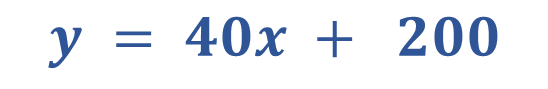 y = 40x + 200